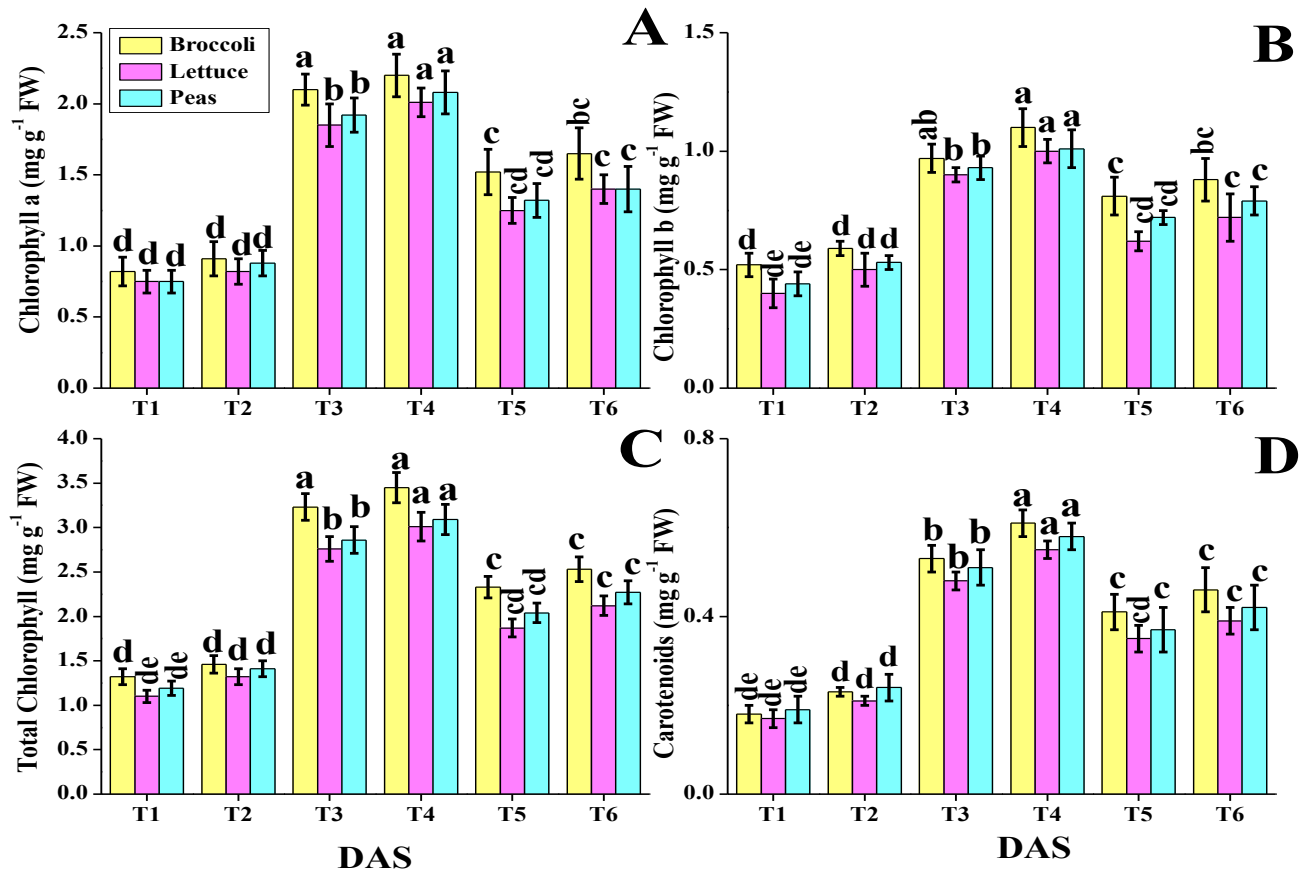 A
Chlorophyll a (mg g⁻¹ FW)
2.5
2.0
1.5
1.0
0.5
0.0
Broccoli
Lettuce
Peas
d d d
d d d
a b b
a a a
c cd cd
bc c c
T1 T2 T3 T4 T5 T6
B
Chlorophyll b (mg g⁻¹ FW)
1.5
1.0
0.5
0.0
d de de
d d d
ab b b
a a a
c cd cd
bc c c
T1 T2 T3 T4 T5 T6
C
Total Chlorophyll (mg g⁻¹ FW)
4.0
3.5
3.0
2.5
2.0
1.5
1.0
0.5
0.0
d de de
d d d
a b b
a a a
c cd cd
c c c
T1 T2 T3 T4 T5 T6
DAS
D
Carotenoids (mg g⁻¹ FW)
0.8
0.4
0.0
de de de
d d d
b b b
a a a
c cd c
c c c
T1 T2 T3 T4 T5 T6
DAS